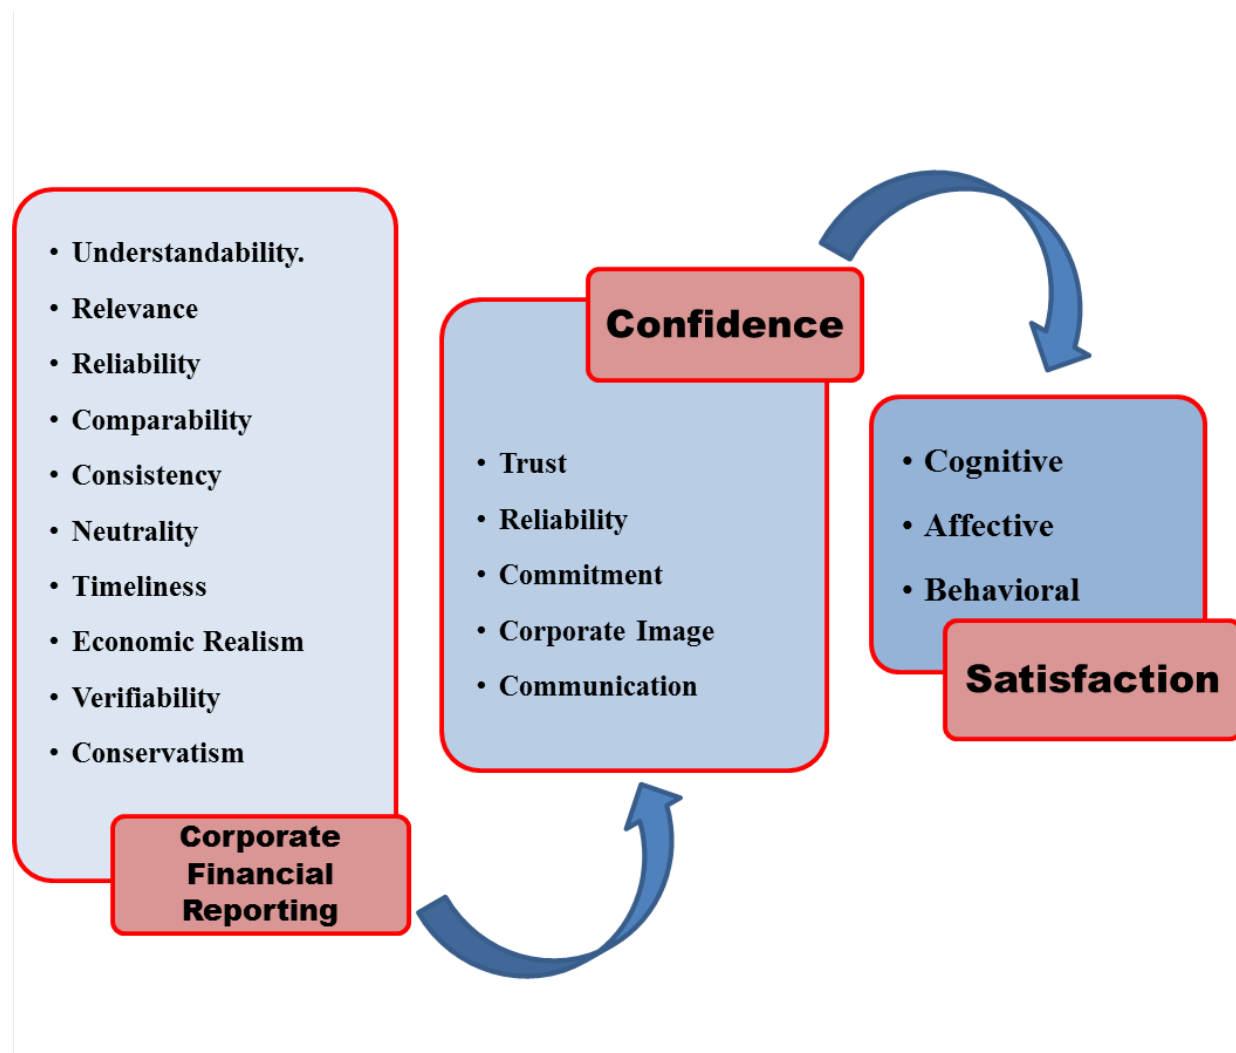 • Understandability.
• Relevance
• Reliability
• Comparability
• Consistency
• Neutrality
• Timeliness
• Economic Realism
• Verifiability
• Conservatism
Corporate
Financial
Reporting
Confidence
• Trust
• Reliability
• Commitment
• Corporate Image
• Communication
• Cognitive
• Affective
• Behavioral
Satisfaction